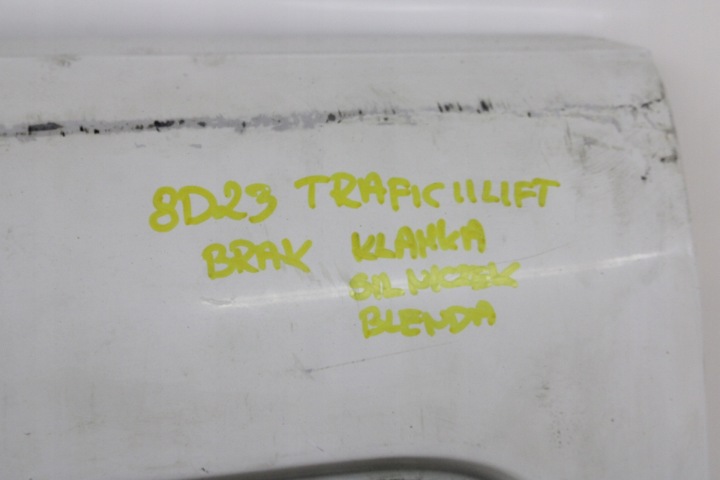 8D23 TRAFIC II LIFT
BRAK KLAMKA
SILNICZEK
BLENDA